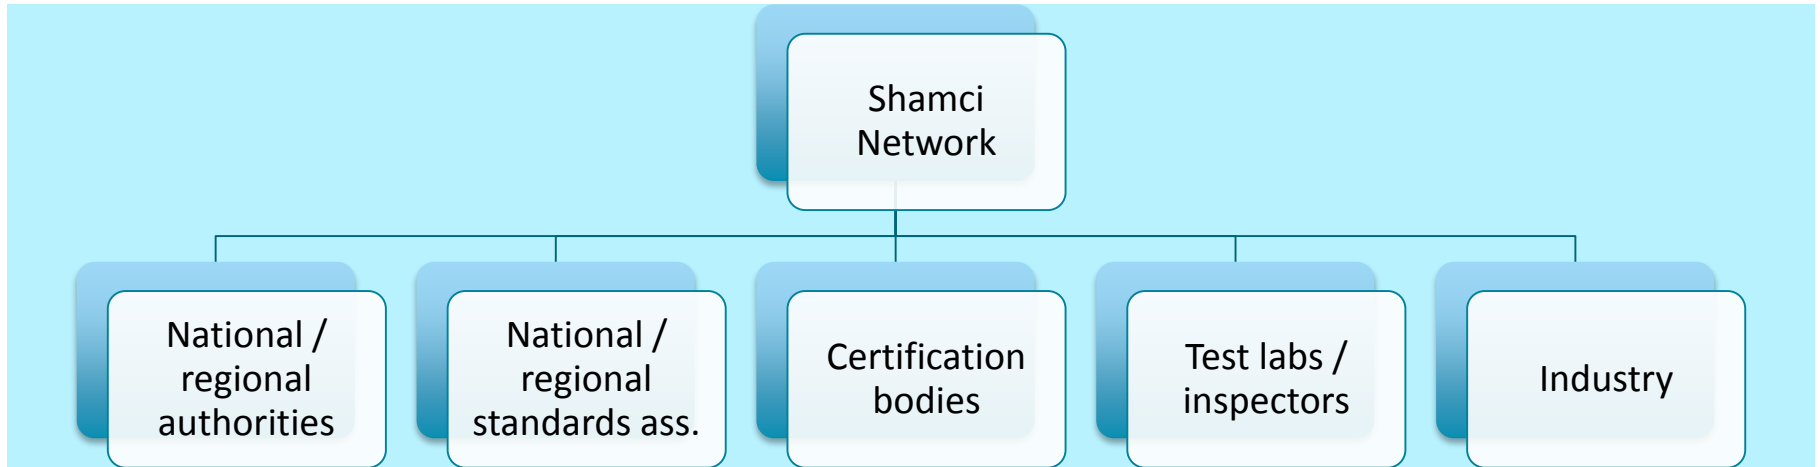 Shamci
Network
National /
regional
authorities
National /
regional
standards ass.
Certification
bodies
Test labs /
inspectors
Industry